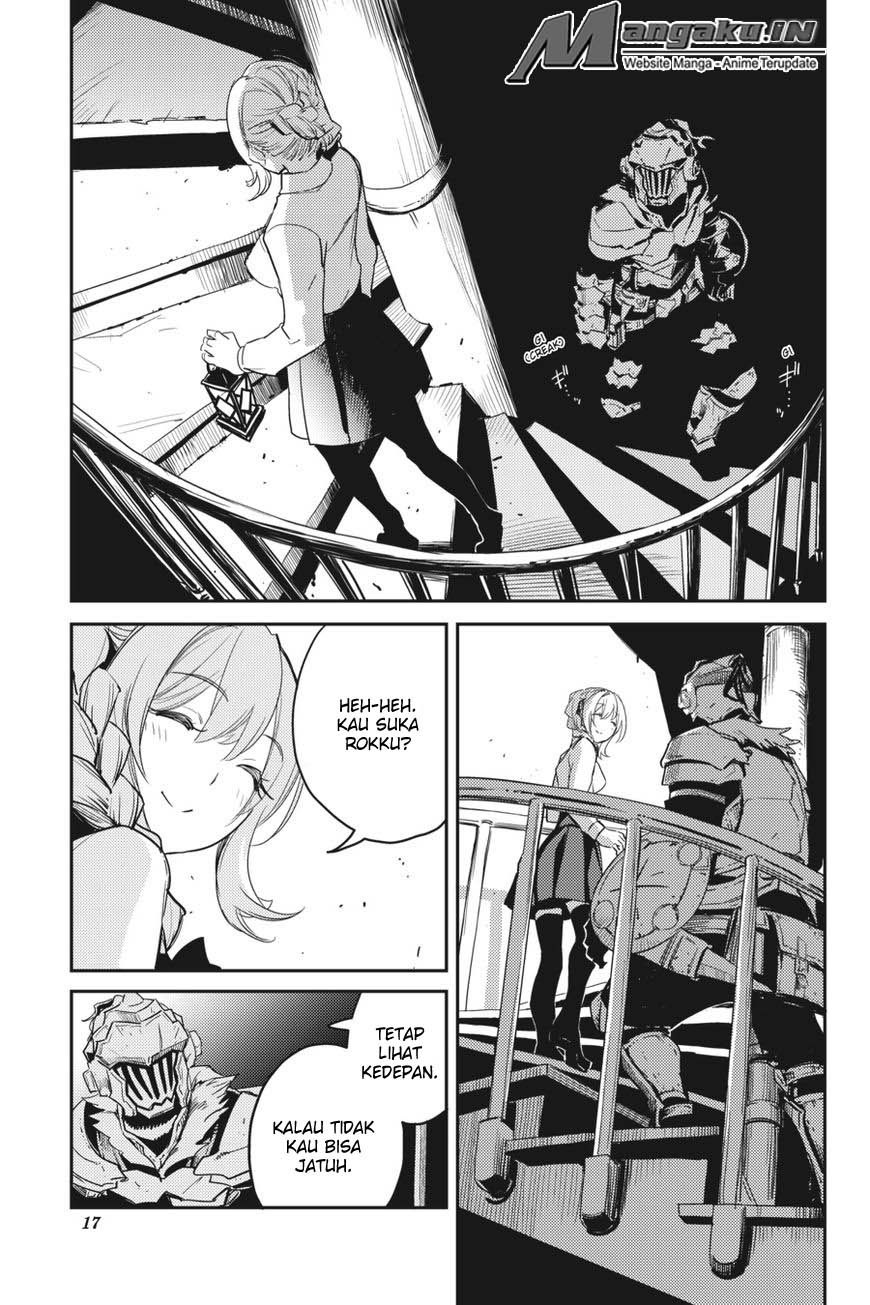 Mangaku.IN
Website Manga - Anime Terupdate
GI
(CREAK)
ギ
GI
ギ
HEH-HEH.
KAU SUKA
ROKKU?
TETAP
LIHAT
KEDEPAN.
KALAU TIDAK
KAU BISA
JATUH.
17